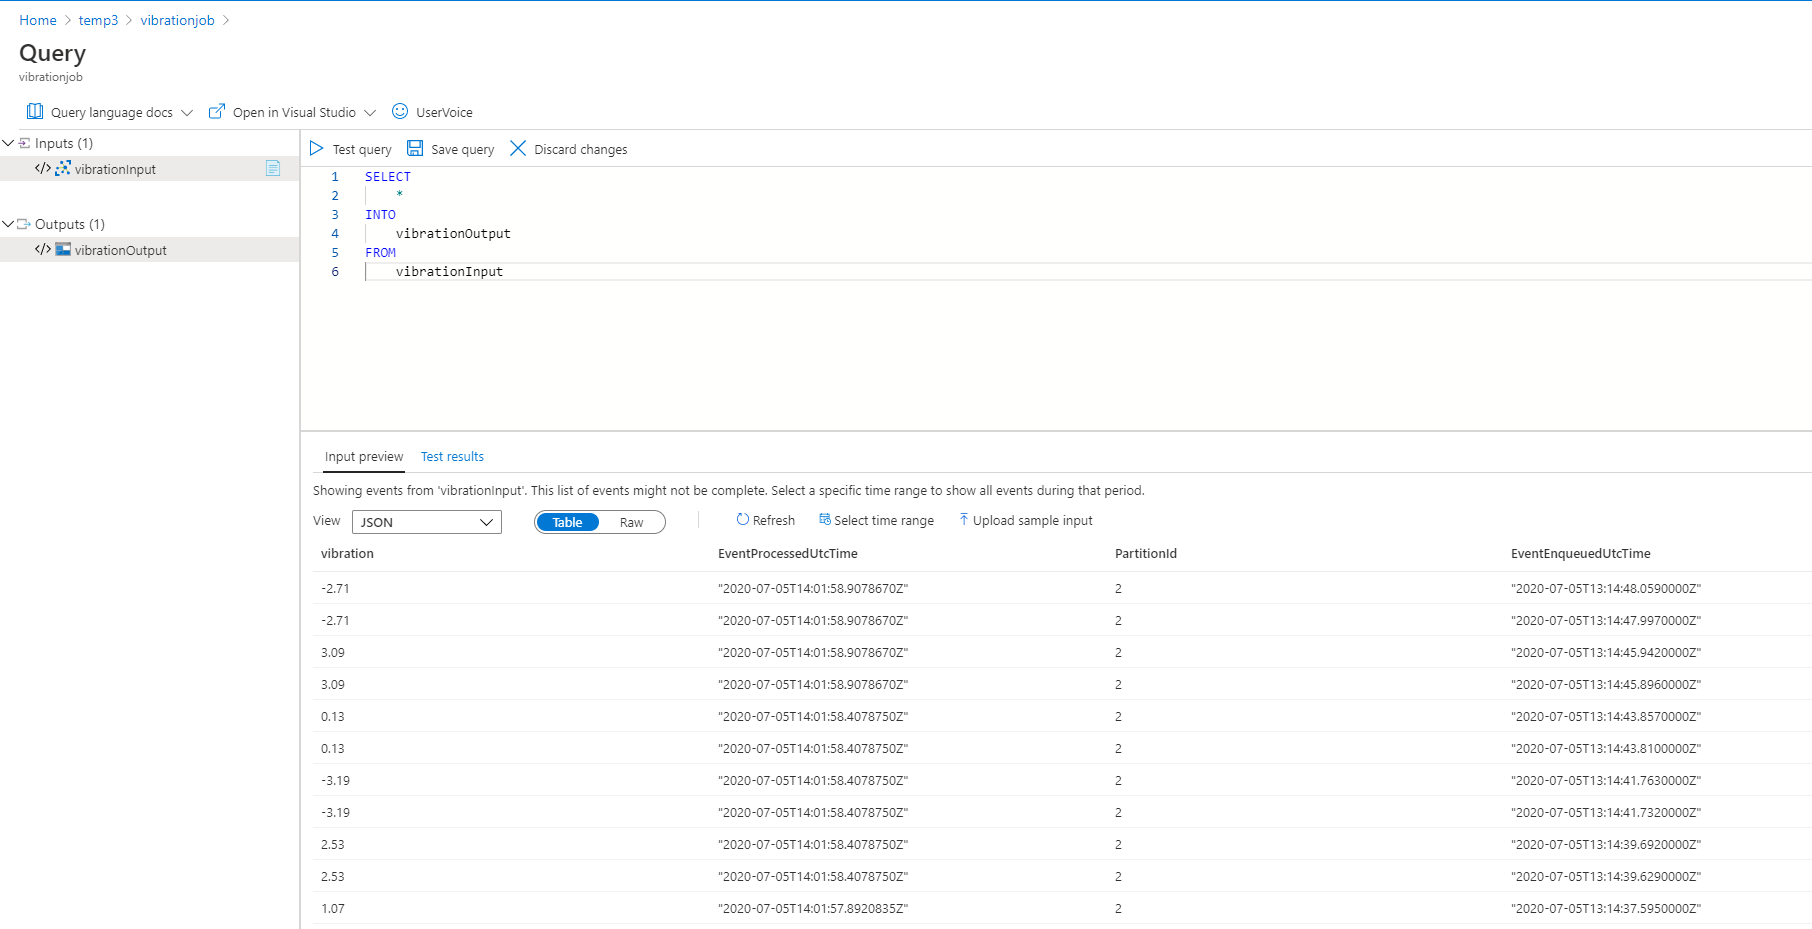 Home > temp3 > vibrationjob >
Query
vibrationjob
Query language docs Open in Visual Studio UserVoice
Inputs (1)
</> vibrationInput
Outputs (1)
</> vibrationOutput
Test query Save query Discard changes
1 SELECT
2 *
3 INTO
4 vibrationOutput
5 FROM
6 vibrationInput
Input preview Test results
Showing events from 'vibrationInput'. This list of events might not be complete. Select a specific time range to show all events during that period.
View JSON Table Raw Refresh Select time range Upload sample input
vibration EventProcessedUtcTime PartitionId EventEnqueuedUtcTime
-2.71 "2020-07-05T14:01:58.9078670Z" 2 "2020-07-05T13:14:48.0590000Z"
-2.71 "2020-07-05T14:01:58.9078670Z" 2 "2020-07-05T13:14:47.9970000Z"
3.09 "2020-07-05T14:01:58.9078670Z" 2 "2020-07-05T13:14:45.9420000Z"
3.09 "2020-07-05T14:01:58.9078670Z" 2 "2020-07-05T13:14:45.8960000Z"
0.13 "2020-07-05T14:01:58.4078750Z" 2 "2020-07-05T13:14:43.8570000Z"
0.13 "2020-07-05T14:01:58.4078750Z" 2 "2020-07-05T13:14:43.8100000Z"
-3.19 "2020-07-05T14:01:58.4078750Z" 2 "2020-07-05T13:14:41.7630000Z"
-3.19 "2020-07-05T14:01:58.4078750Z" 2 "2020-07-05T13:14:41.7320000Z"
2.53 "2020-07-05T14:01:58.4078750Z" 2 "2020-07-05T13:14:39.6920000Z"
2.53 "2020-07-05T14:01:58.4078750Z" 2 "2020-07-05T13:14:39.6290000Z"
1.07 "2020-07-05T14:01:57.8920835Z" 2 "2020-07-05T13:14:37.5950000Z"